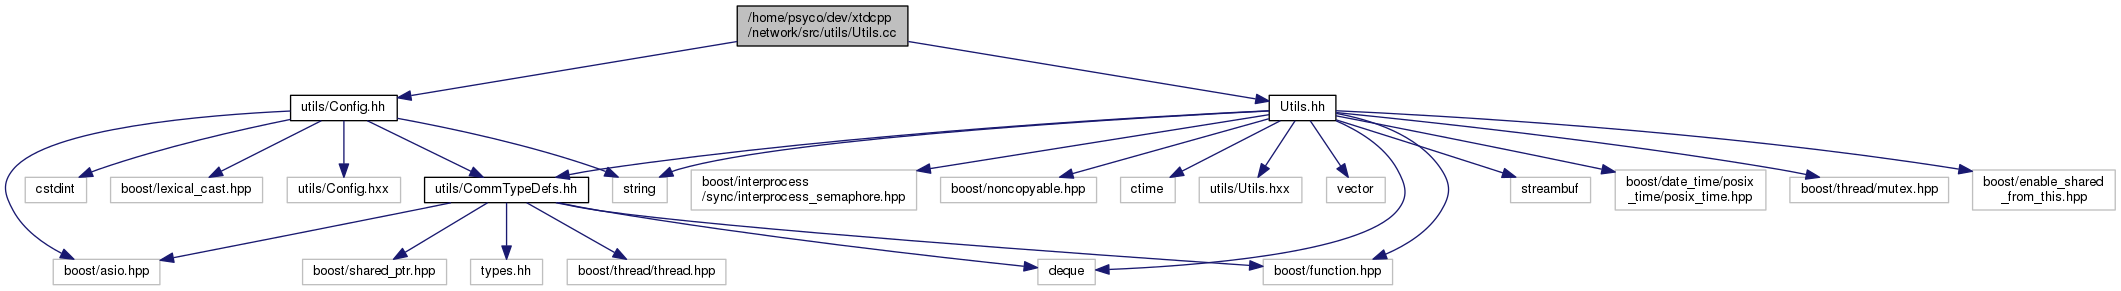 /home/psyco/dev/xtdcpp
/network/src/utils/Utils.cc
utils/Config.hh
Utils.hh
cstdint
boost/lexical_cast.hpp
utils/Config.hxx
utils/CommTypeDefs.hh
string
boost/interprocess
/sync/interprocess_semaphore.hpp
boost/noncopyable.hpp
ctime
utils/Utils.hxx
vector
streambuf
boost/date_time/posix
_time/posix_time.hpp
boost/thread/mutex.hpp
boost/enable_shared
_from_this.hpp
boost/asio.hpp
boost/shared_ptr.hpp
types.hh
boost/thread/thread.hpp
deque
boost/function.hpp